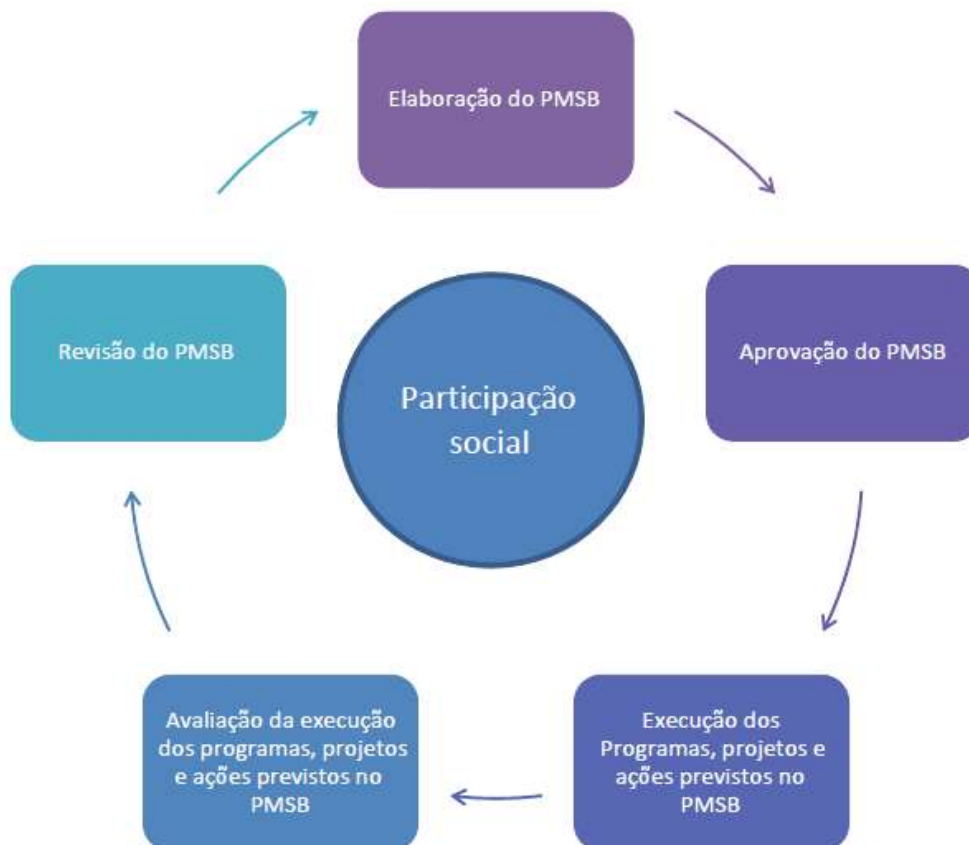 Elaboração do PMSB
Aprovação do PMSB
Execução dos
Programas, projetos e
ações previstos no
PMSB
Avaliação da execução
dos programas, projetos
e ações previstos no
PMSB
Revisão do PMSB
Participação
social